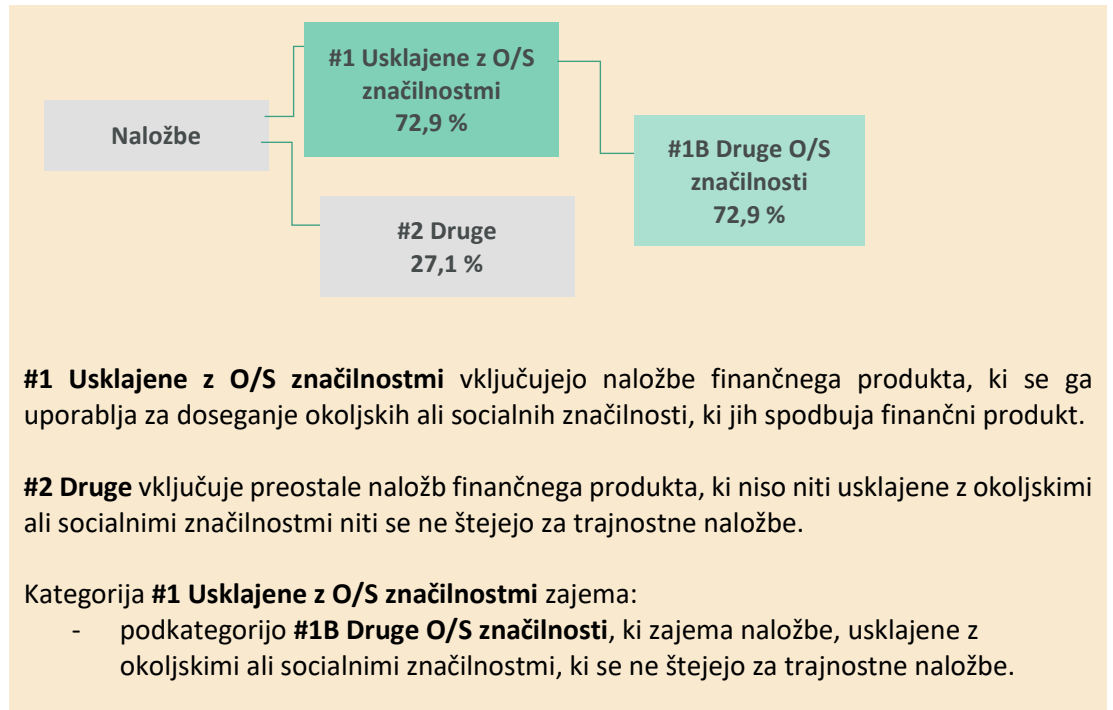 #1 Usklajene z O/S
značilnostmi
72,9 %
Naložbe
#1B Druge O/S
značilnosti
72,9 %
#2 Druge
27,1 %
#1 Usklajene z O/S značilnostmi vključujejo naložbe finančnega produkta, ki se ga
uporablja za doseganje okoljskih ali socialnih značilnosti, ki jih spodbuja finančni produkt.
#2 Druge vključuje preostale naložb finančnega produkta, ki niso niti usklajene z okoljskimi
ali socialnimi značilnostmi niti se ne štejejo za trajnostne naložbe.
Kategorija #1 Usklajene z O/S značilnostmi zajema:
- podkategorijo #1B Druge O/S značilnosti, ki zajema naložbe, usklajene z
okoljskimi ali socialnimi značilnostmi, ki se ne štejejo za trajnostne naložbe.